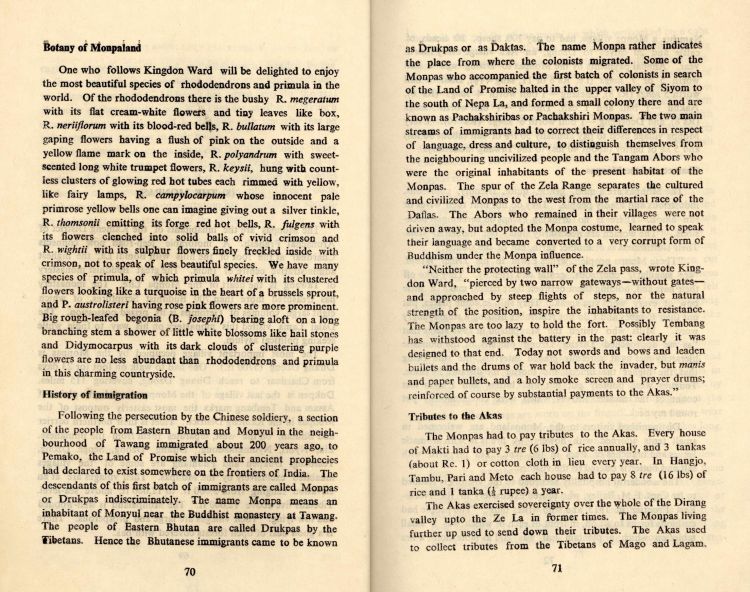 Botany of Monpaland
One who follows Kingdon Ward will be delighted to enjoy
the most beautiful species of rhododendrons and primula in the
world. Of the rhododendrons there is the bushy R. megeratum
with its flat cream-white flowers and tiny leaves like box,
R. neriiflorum with its blood-red bells, R. bullatum with its large
gaping flowers having a flush of pink on the outside and a
yellow flame mark on the inside, R. polyandrum with sweet-
scented long white trumpet flowers, R. keysii, hung with count-
less clusters of glowing red hot tubes each rimmed with yellow,
like fairy lamps, R. campylocarpum whose innocent pale
primrose yellow bells one can imagine giving out a silver tinkle,
R. thomsonii emitting its forge red hot bells, R. fulgens with
its flowers clenched into solid balls of vivid crimson and
R. wightii with its sulphur flowers finely freckled inside with
crimson, not to speak of less beautiful species. We have many
species of primula, of which primula whitei with its clustered
flowers looking like a turquoise in the heart of a brussels sprout,
and P. australisteri having rose pink flowers are more prominent.
Big rough-leafed begonia (B. josephi) bearing aloft on a long
branching stem a shower of little white blossoms like hail stones
and Didymocarpus with its dark clouds of clustering purple
flowers are no less abundant than rhododendrons and primula
in this charming countryside.
History of immigration
Following the persecution by the Chinese soldiery, a section
of the people from Eastern Bhutan and Monyul in the neigh-
bourhood of Tawang immigrated about 200 years ago, to
Pemako, the Land of Promise which their ancient prophecies
had declared to exist somewhere on the frontiers of India. The
descendants of this first batch of immigrants are called Monpas
or Drukpas indiscriminately. The name Monpa means an
inhabitant of Monyul near the Buddhist monastery at Tawang.
The people of Eastern Bhutan are called Drukpas by the
Tibetans. Hence the Bhutanese immigrants came to be known
70
as Drukpas or as Daktas. The name Monpa rather indicates
the place from where the colonists migrated. Some of the
Monpas who accompanied the first batch of colonists in search
of the Land of Promise halted in the upper valley of Siyom to
the south of Nepa La, and formed a small colony there and are
known as Pachakshiribas or Pachakshiri Monpas. The two main
streams of immigrants had to correct their differences in respect
of language, dress and culture, to distinguish themselves from
the neighbouring uncivilized people and the Tangam Abors who
were the original inhabitants of the present habitat of the
Monpas. The spur of the Zela Range separates the cultured
and civilized Monpas to the west from the martial race of the
Daflas. The Abors who remained in their villages were not
driven away, but adopted the Monpa costume, learned to speak
their language and became converted to a very corrupt form of
Buddhism under the Monpa influence.
"Neither the protecting wall" of the Zela pass, wrote King-
don Ward, "pierced by two narrow gateways—without gates—
and approached by steep flights of steps, nor the natural
strength of the position, inspire the inhabitants to resistance.
The Monpas are too lazy to hold the fort. Possibly Tembang
has withstood against the battery in the past: clearly it was
designed to that end. Today not swords and bows and leaden
bullets and the drums of war hold back the invader, but manis
and paper bullets, and a holy smoke screen and prayer drums;
reinforced of course by substantial payments to the Akas."
Tributes to the Akas
The Monpas had to pay tributes to the Akas. Every house
of Makti had to pay 3 tre (6 lbs) of rice annually, and 3 tankas
(about Re. 1) or cotton cloth in lieu every year. In Hangjo,
Tambu, Pari and Meto each house had to pay 8 tre (16 lbs) of
rice and 1 tanka (⅓ rupee) a year.
The Akas exercised sovereignty over the whole of the Dirang
valley upto the Ze La in former times. The Monpas living
further up used to send down their tributes. The Akas used
to collect tributes from the Tibetans of Mago and Lagam.
71